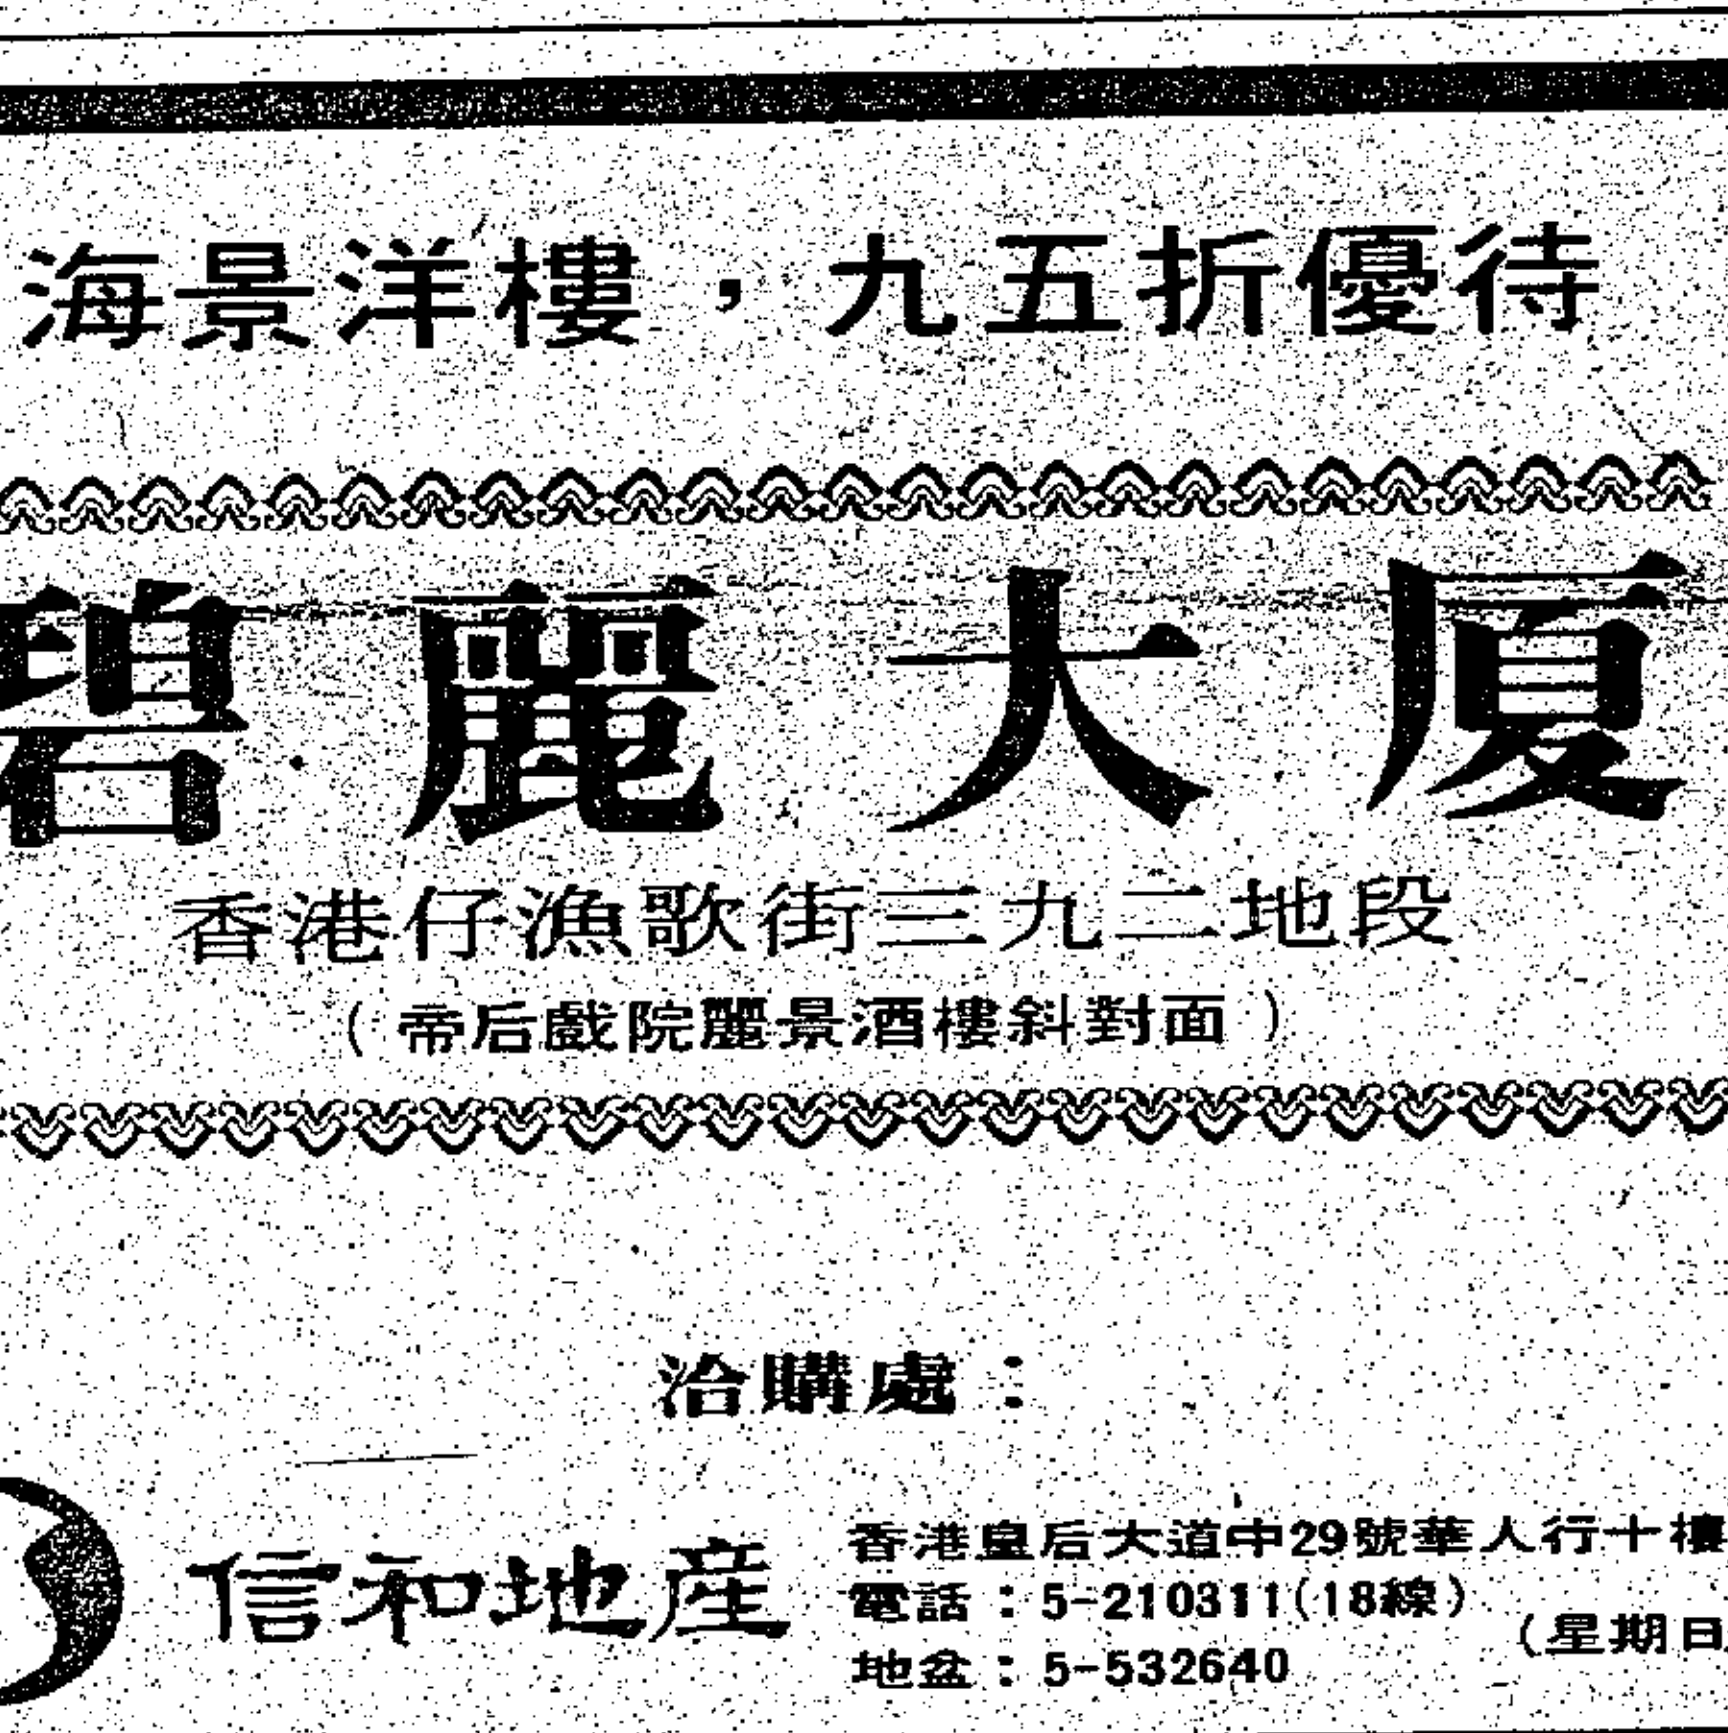 海景洋樓，九五折優待
碧麗大厦
香港仔漁歌街三九二地段
（帝后戲院麗景酒樓斜對面）
洽購處：
信和地產
香港皇后大道中29號華人行十樓
電話：5-210311(18線)
（星期日
地盆：5-532640